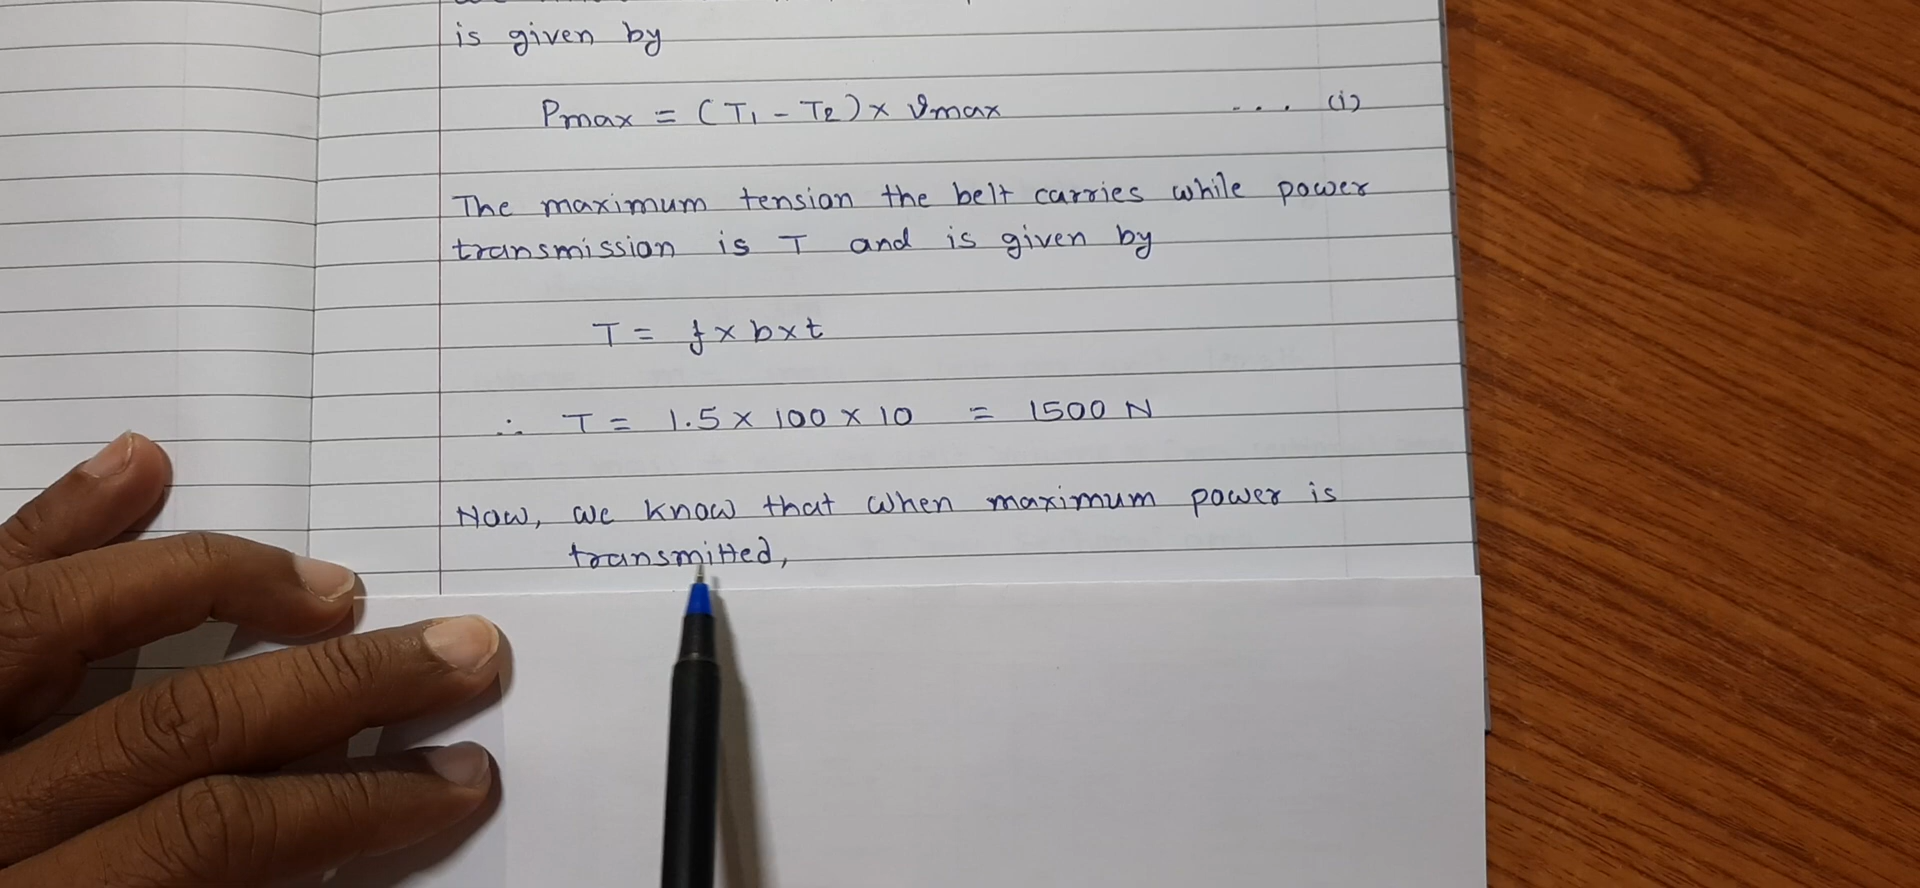 is given by
Pmax = (T1 - T2) × vmax .... (i)
The maximum tension the belt carries while power
transmission is T and is given by
T = f × b × t
∴ T = 1.5 × 100 × 10 = 1500 N
Now, we know that when maximum power is
transmitted,